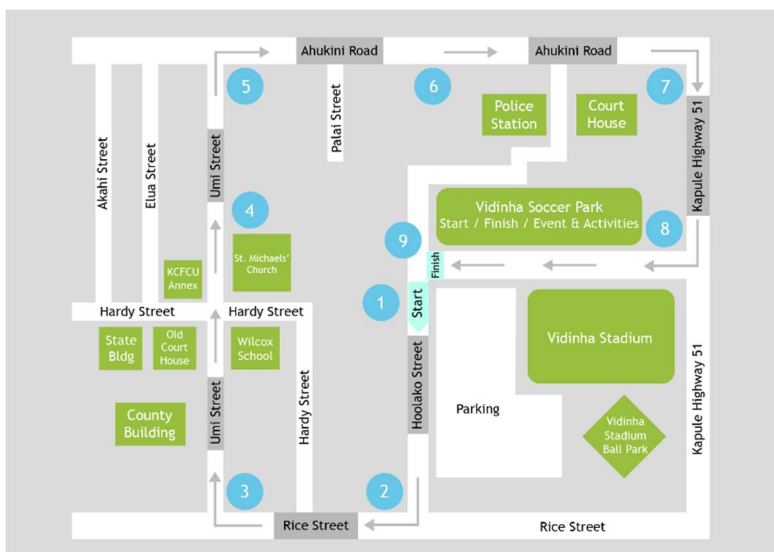 Ahukini Road
Ahukini Road
5
6
7
Police
Station
Court
House
Palai Street
Akahi Street
Elua Street
Umi Street
Kapule Highway 51
4
Vidinha Soccer Park
Start / Finish / Event & Activities
8
9
St. Michaels'
Church
KCFCU
Annex
Finish
1
Start
Hardy Street
Hardy Street
State
Bldg
Old
Court
House
Wilcox
School
Vidinha Stadium
Umi Street
Hardy Street
Hoolako Street
Kapule Highway 51
County
Building
Parking
Vidinha
Stadium
Ball Park
3
2
Rice Street
Rice Street